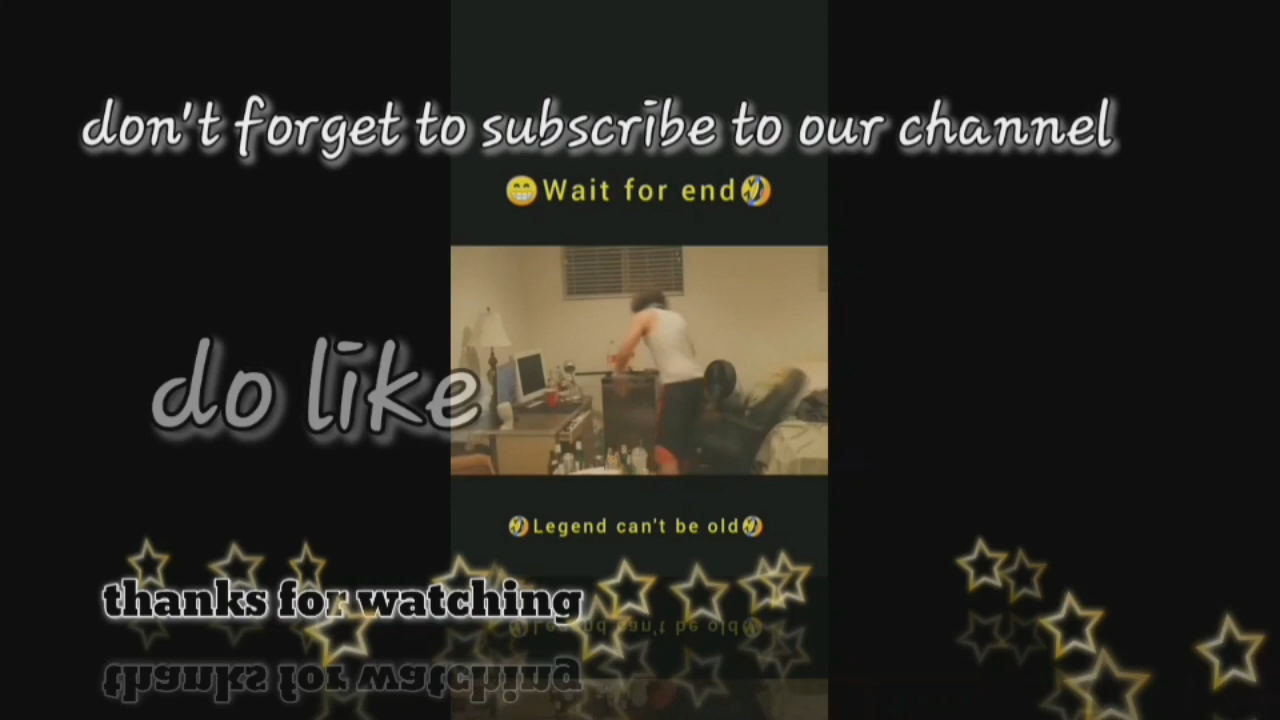 don't forget to subscribe to our channel
😁Wait for end🤣
do like
🤣Legend can't be old🤣
thanks for watching